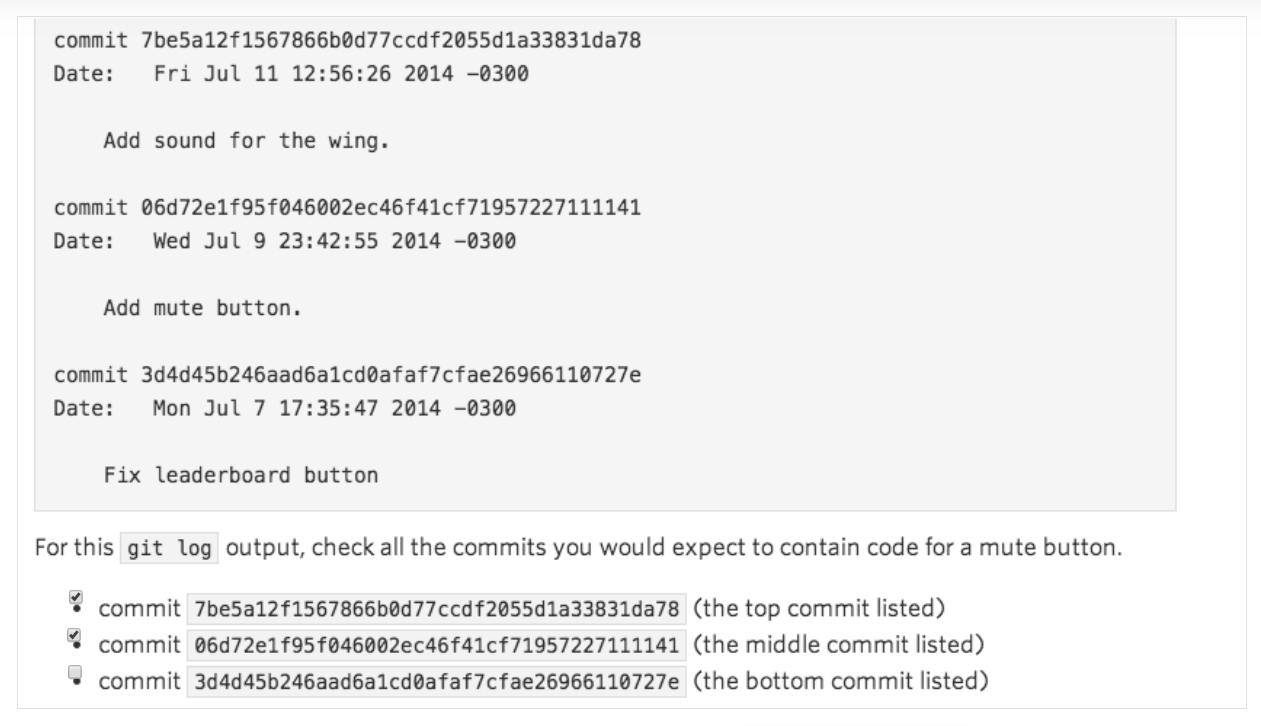 commit 7be5a12f1567866b0d77ccdf2055d1a33831da78
Date:   Fri Jul 11 12:56:26 2014 -0300
Add sound for the wing.
commit 06d72e1f95f046002ec46f41cf71957227111141
Date:   Wed Jul 9 23:42:55 2014 -0300
Add mute button.
commit 3d4d45b246aad6a1cd0afaf7cfae26966110727e
Date:   Mon Jul 7 17:35:47 2014 -0300
Fix leaderboard button
For this git log output, check all the commits you would expect to contain code for a mute button.
commit 7be5a12f1567866b0d77ccdf2055d1a33831da78 (the top commit listed)
commit 06d72e1f95f046002ec46f41cf71957227111141 (the middle commit listed)
commit 3d4d45b246aad6a1cd0afaf7cfae26966110727e (the bottom commit listed)